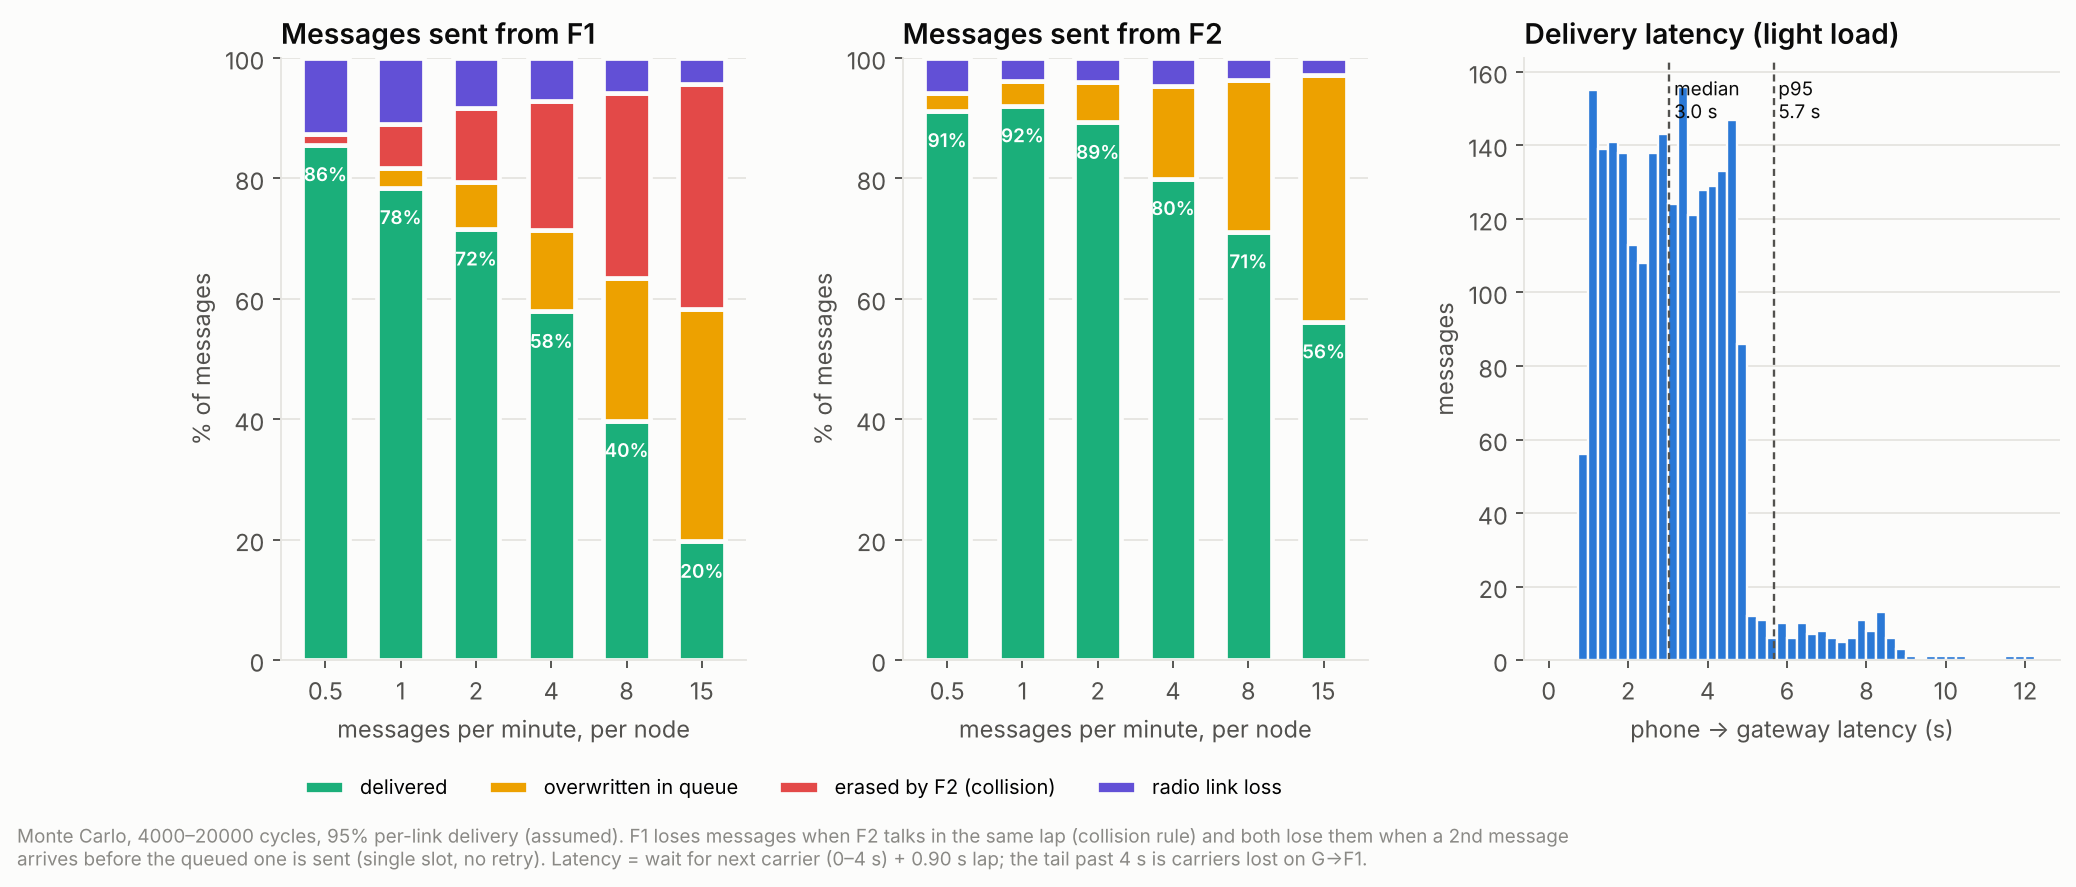 Messages sent from F1
100
80
60
40
20
0
% of messages
86%
78%
72%
58%
40%
20%
0.5
1
2
4
8
15
messages per minute, per node
Messages sent from F2
100
80
60
40
20
0
% of messages
91%
92%
89%
80%
71%
56%
0.5
1
2
4
8
15
messages per minute, per node
Delivery latency (light load)
160
140
120
100
80
60
40
20
0
messages
median
3.0 s
p95
5.7 s
0
2
4
6
8
10
12
phone → gateway latency (s)
delivered
overwritten in queue
erased by F2 (collision)
radio link loss
Monte Carlo, 4000–20000 cycles, 95% per-link delivery (assumed). F1 loses messages when F2 talks in the same lap (collision rule) and both lose them when a 2nd message
arrives before the queued one is sent (single slot, no retry). Latency = wait for next carrier (0–4 s) + 0.90 s lap; the tail past 4 s is carriers lost on G→F1.